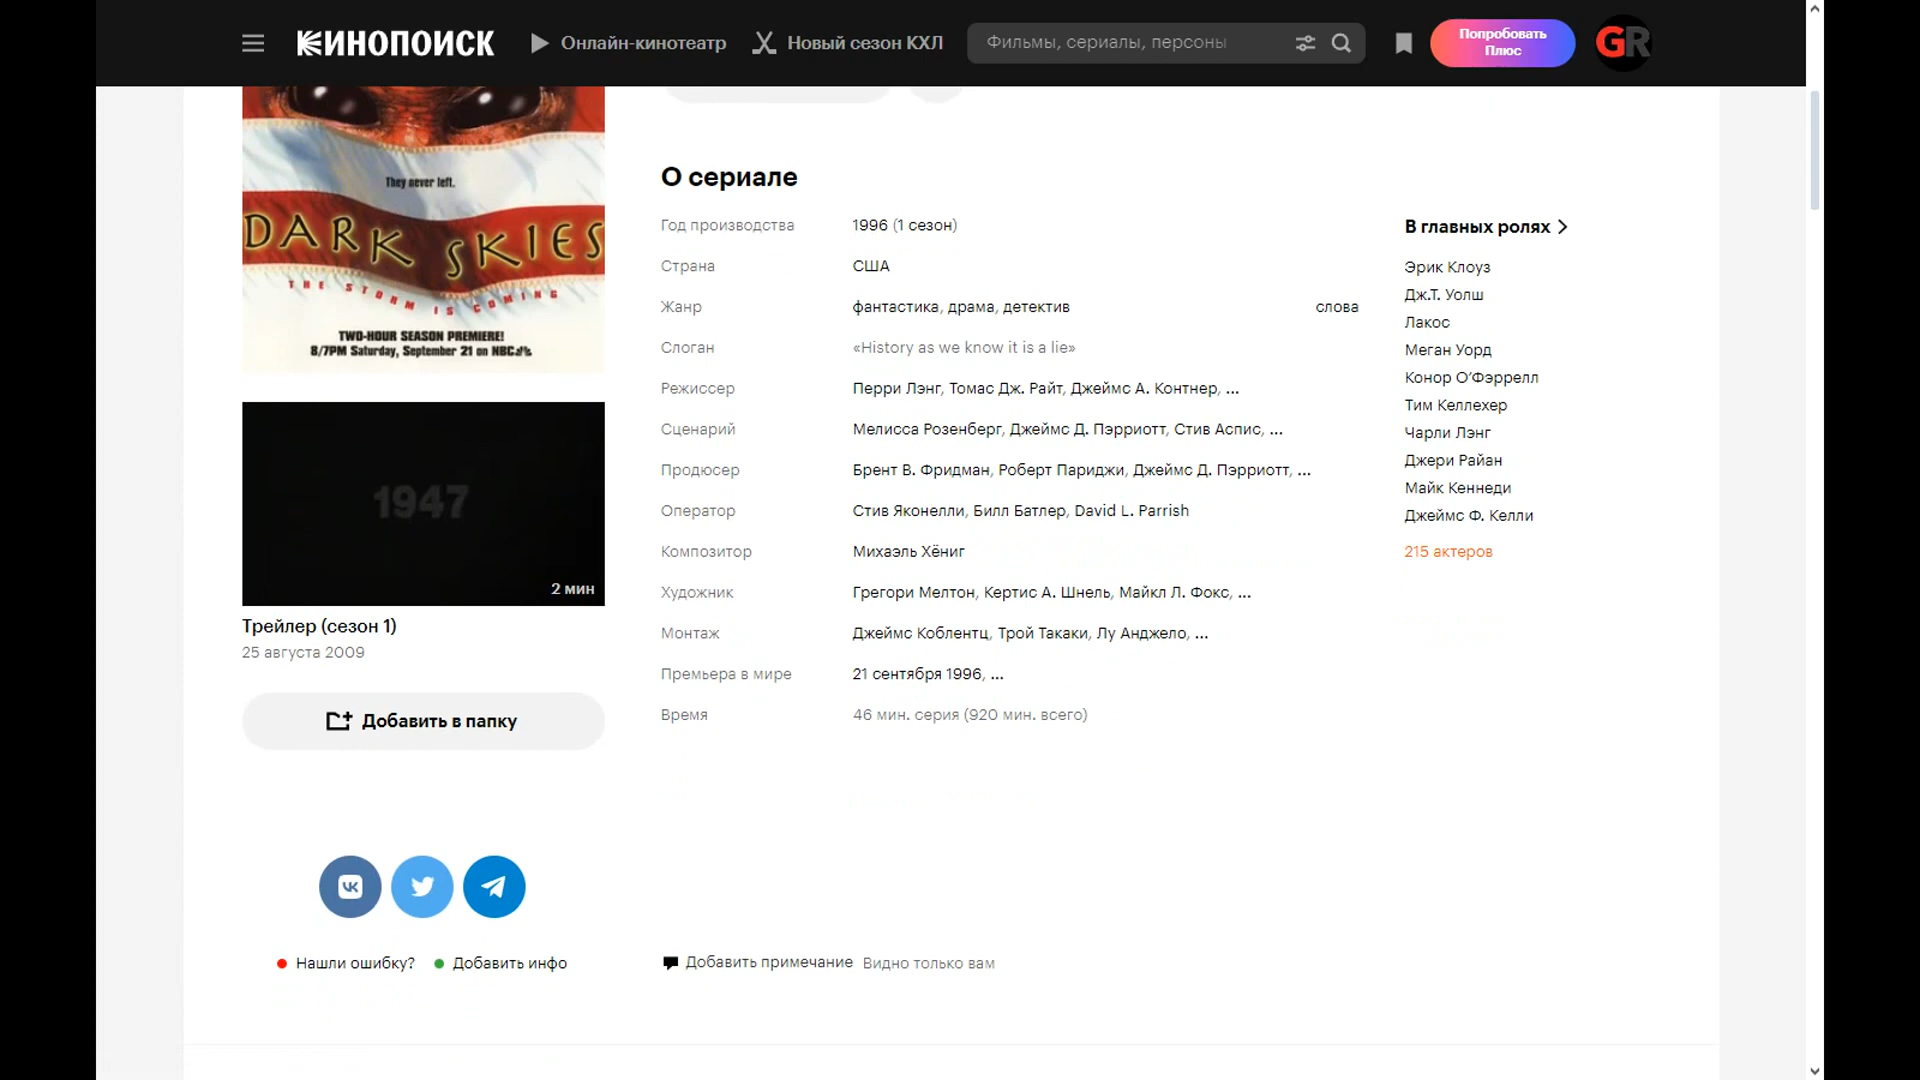 КИНОПОИСК
Онлайн-кинотеатр
Новый сезон КХЛ
Фильмы, сериалы, персоны
Попробовать
Плюс
GR
They never left.
DARK SKIES
THE STORM IS COMING
TWO-HOUR SEASON PREMIERE!
8/7PM Saturday, September 21 on NBC
1947
2 мин
Трейлер (сезон 1)
25 августа 2009
Добавить в папку
Нашли ошибку?
Добавить инфо
О сериале
Год производства 1996 (1 сезон)
Страна США
Жанр фантастика, драма, детектив слова
Слоган «History as we know it is a lie»
Режиссер Перри Лэнг, Томас Дж. Райт, Джеймс А. Контнер, ...
Сценарий Мелисса Розенберг, Джеймс Д. Пэрриотт, Стив Аспис, ...
Продюсер Брент В. Фридман, Роберт Париджи, Джеймс Д. Пэрриотт, ...
Оператор Стив Яконелли, Билл Батлер, David L. Parrish
Композитор Михаэль Хёниг
Художник Грегори Мелтон, Кертис А. Шнель, Майкл Л. Фокс, ...
Монтаж Джеймс Коблентц, Трой Такаки, Лу Анджело, ...
Премьера в мире 21 сентября 1996, ...
Время 46 мин. серия (920 мин. всего)
Добавить примечание Видно только вам
В главных ролях
Эрик Клоуз
Дж.Т. Уолш
Лакос
Меган Уорд
Конор О’Фэррелл
Тим Келлехер
Чарли Лэнг
Джери Райан
Майк Кеннеди
Джеймс Ф. Келли
215 актеров